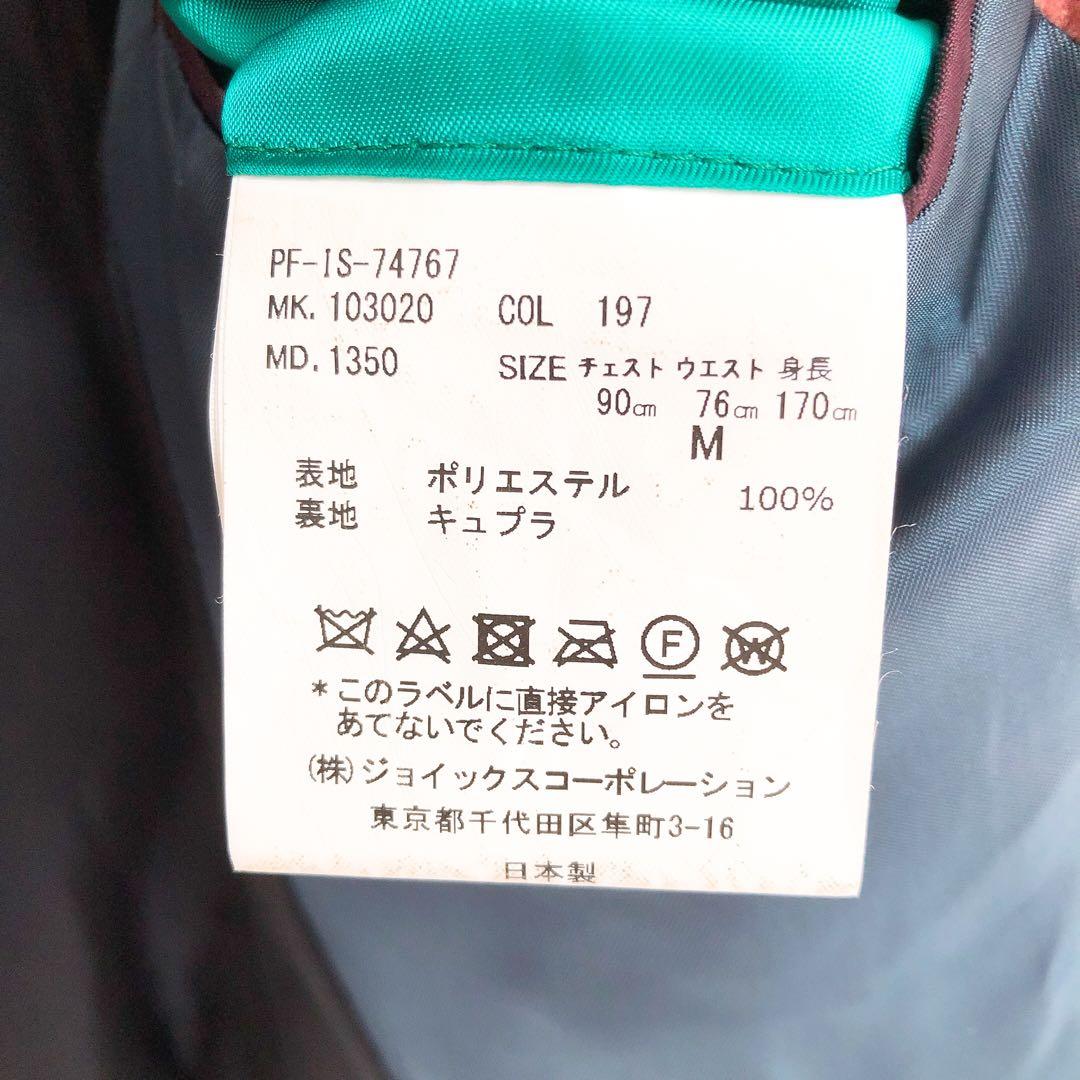 PF-IS-74767
MK. 103020 COL 197
MD. 1350 SIZE チェスト ウエスト 身長
90㎝ 76㎝ 170㎝
M
表地 ポリエステル 100%
裏地 キュプラ
F W
*このラベルに直接アイロンを
あてないでください。
(株)ジョイックスコーポレーション
東京都千代田区隼町3-16
日本製